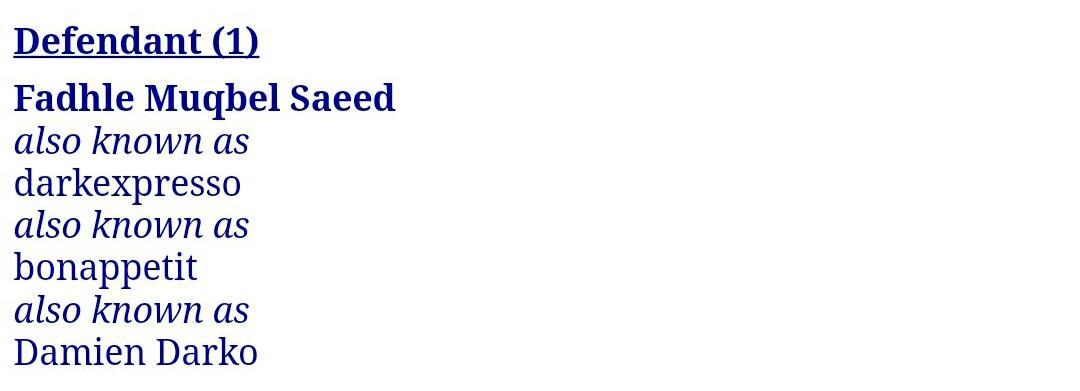 Defendant (1)
Fadhle Muqbel Saeed
also known as
darkexpresso
also known as
bonappetit
also known as
Damien Darko